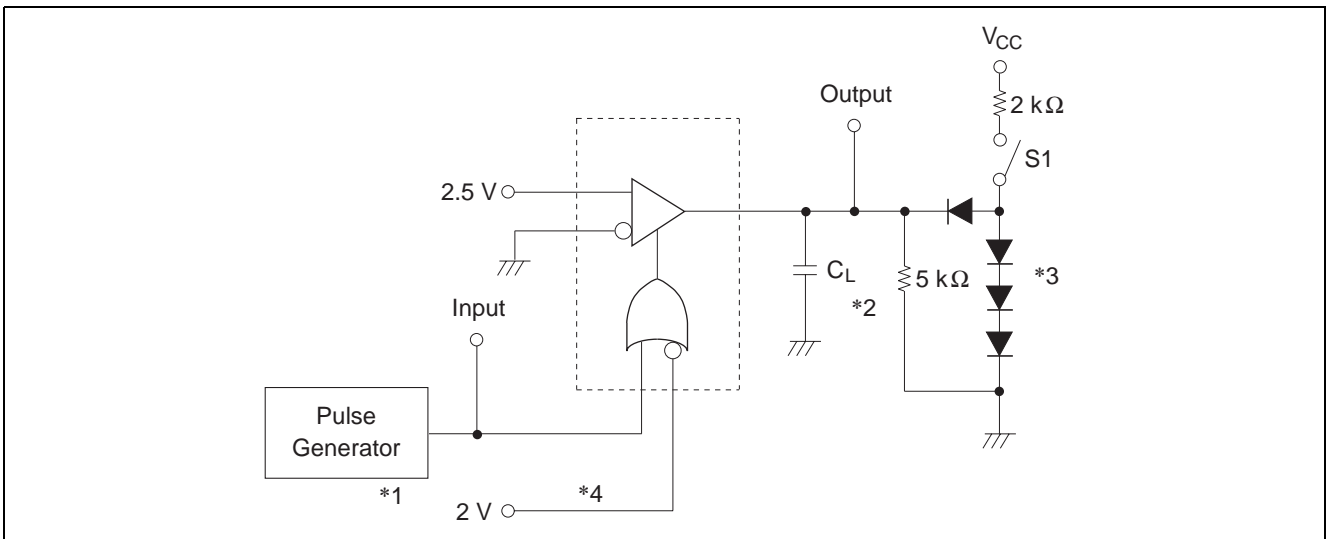 VCC
2 kΩ
Output
S1
2.5 V
CL
*2
5 kΩ
*3
Input
Pulse
Generator
*1
*4
2 V